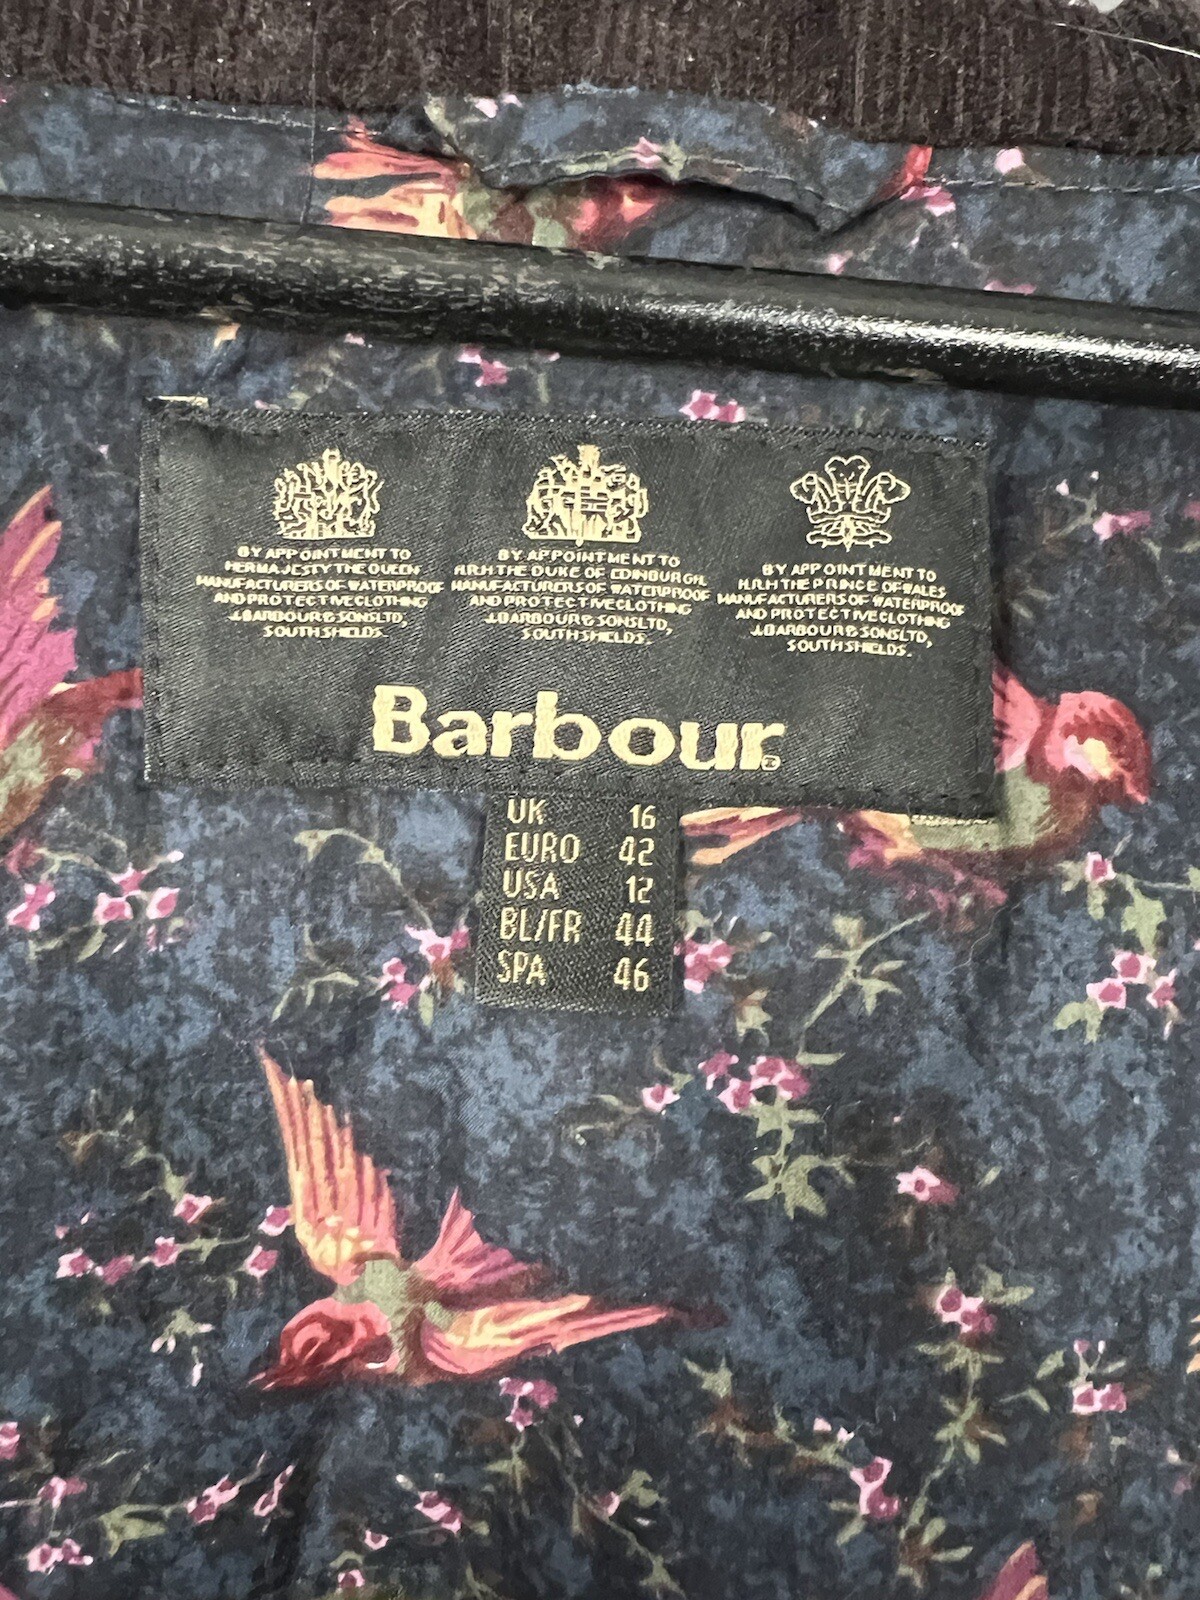 BY APPOINTMENT TO
HER MAJESTY THE QUEEN
MANUFACTURERS OF WATERPROOF
AND PROTECTIVE CLOTHING
J.BARBOUR & SONS LTD,
SOUTH SHIELDS.
BY APPOINTMENT TO
H.R.H THE DUKE OF EDINBURGH,
MANUFACTURERS OF WATERPROOF
AND PROTECTIVE CLOTHING
J.BARBOUR & SONS LTD,
SOUTH SHIELDS.
BY APPOINTMENT TO
H.R.H THE PRINCE OF WALES
MANUFACTURERS OF WATERPROOF
AND PROTECTIVE CLOTHING
J.BARBOUR & SONS LTD,
SOUTH SHIELDS.
Barbour®
UK 16
EURO 42
USA 12
BL/FR 44
SPA 46